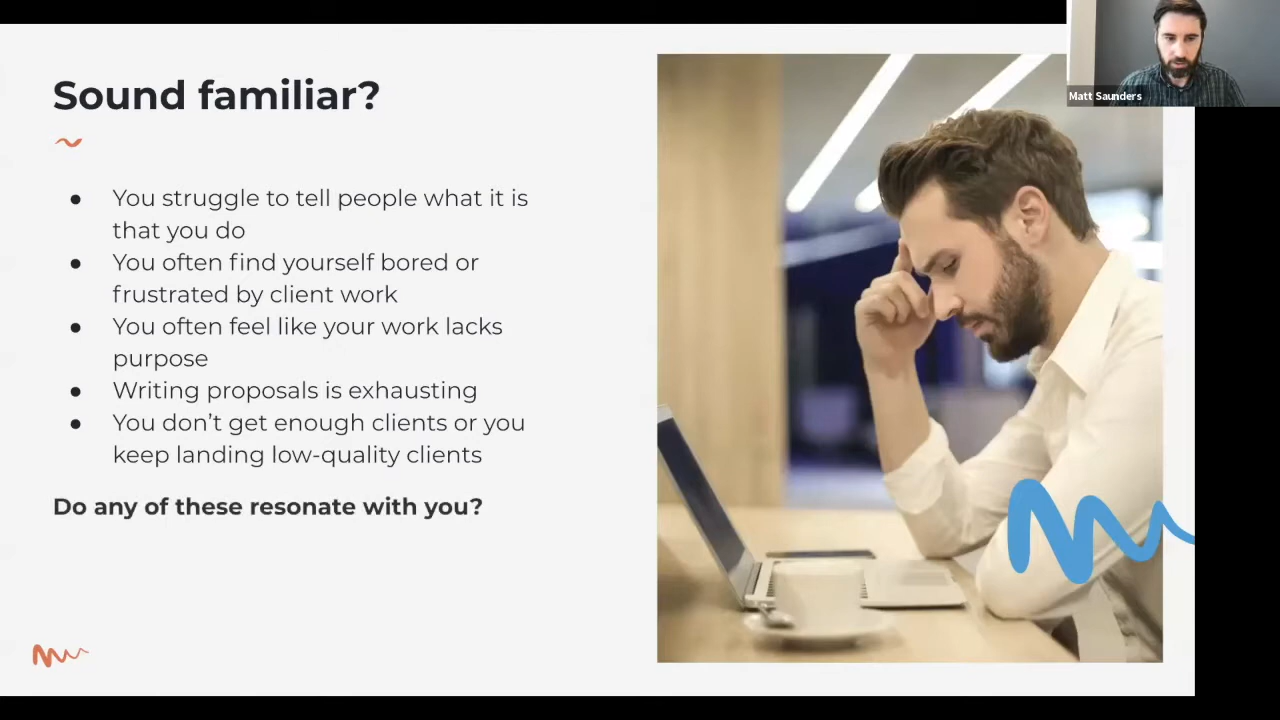 Sound familiar?
● You struggle to tell people what it is
that you do
● You often find yourself bored or
frustrated by client work
● You often feel like your work lacks
purpose
● Writing proposals is exhausting
● You don’t get enough clients or you
keep landing low-quality clients
Do any of these resonate with you?
Matt Saunders